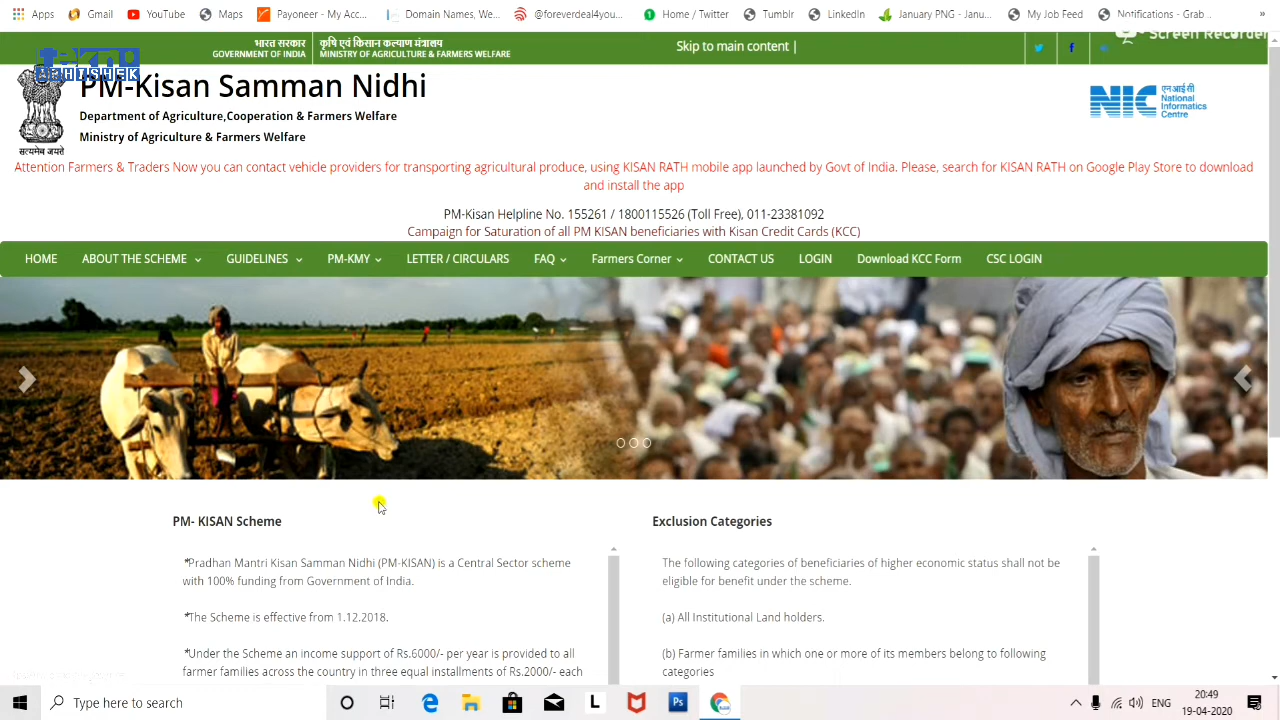 Apps Gmail YouTube Maps Payoneer - My Acc... Domain Names, We... @foreverdeal4you... Home / Twitter Tumblr LinkedIn January PNG - Janu... My Job Feed Notifications - Grab... »
भारत सरकार
GOVERNMENT OF INDIA
कृषि एवं किसान कल्याण मंत्रालय
MINISTRY OF AGRICULTURE & FARMERS WELFARE
Skip to main content |
Screen Recorder
PM-Kisan Samman Nidhi
Department of Agriculture,Cooperation & Farmers Welfare
Ministry of Agriculture & Farmers Welfare
सत्यमेव जयते
NIC
एन आई सी
National
Informatics
Centre
Attention Farmers & Traders Now you can contact vehicle providers for transporting agricultural produce, using KISAN RATH mobile app launched by Govt of India. Please, search for KISAN RATH on Google Play Store to download
and install the app
PM-Kisan Helpline No. 155261 / 1800115526 (Toll Free), 011-23381092
Campaign for Saturation of all PM KISAN beneficiaries with Kisan Credit Cards (KCC)
HOME ABOUT THE SCHEME GUIDELINES PM-KMY LETTER / CIRCULARS FAQ Farmers Corner CONTACT US LOGIN Download KCC Form CSC LOGIN
PM- KISAN Scheme
*Pradhan Mantri Kisan Samman Nidhi (PM-KISAN) is a Central Sector scheme
with 100% funding from Government of India.
*The Scheme is effective from 1.12.2018.
*Under the Scheme an income support of Rs.6000/- per year is provided to all
farmer families across the country in three equal installments of Rs.2000/- each
Exclusion Categories
The following categories of beneficiaries of higher economic status shall not be
eligible for benefit under the scheme.
(a) All Institutional Land holders.
(b) Farmer families in which one or more of its members belong to following
categories
Type here to search
ENG
20:49
19-04-2020